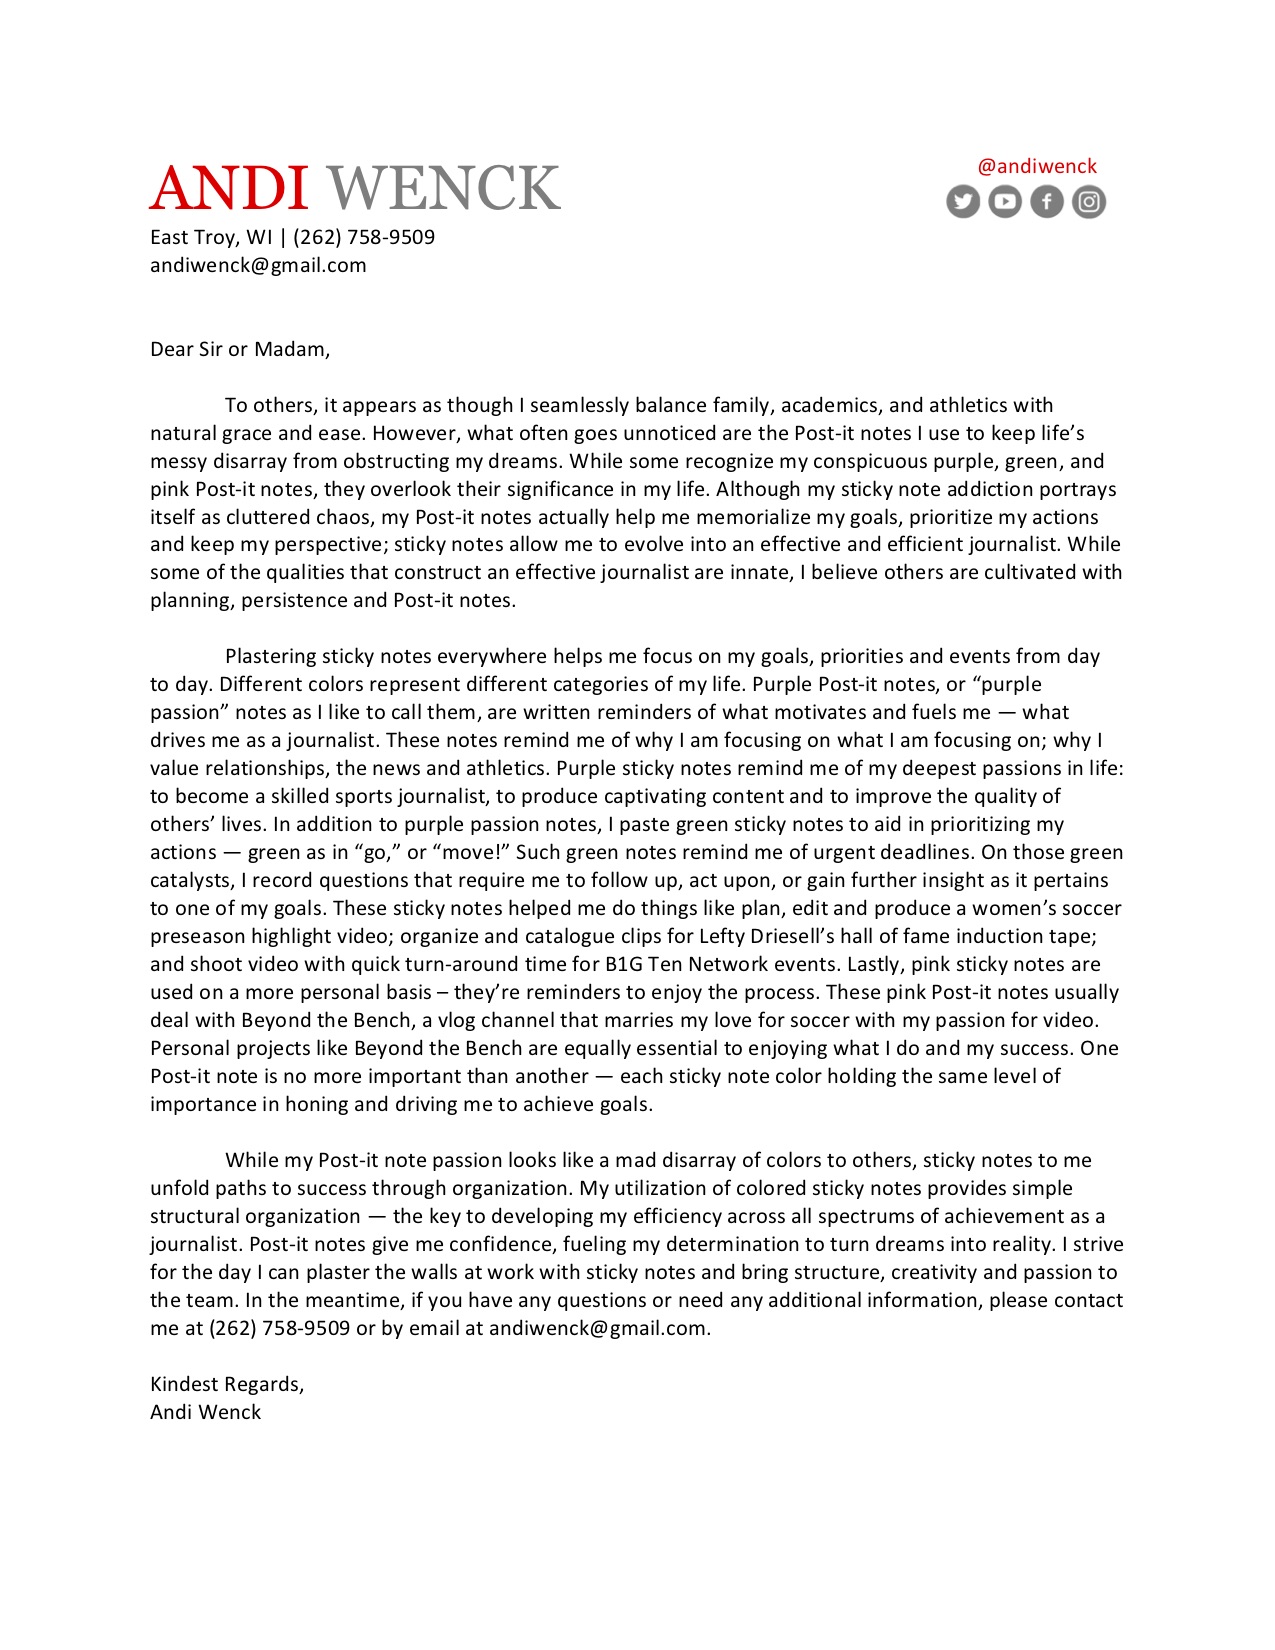 ANDI WENCK
@andiwenck
East Troy, WI | (262) 758-9509
andiwenck@gmail.com
Dear Sir or Madam,
To others, it appears as though I seamlessly balance family, academics, and athletics with
natural grace and ease. However, what often goes unnoticed are the Post-it notes I use to keep life’s
messy disarray from obstructing my dreams. While some recognize my conspicuous purple, green, and
pink Post-it notes, they overlook their significance in my life. Although my sticky note addiction portrays
itself as cluttered chaos, my Post-it notes actually help me memorialize my goals, prioritize my actions
and keep my perspective; sticky notes allow me to evolve into an effective and efficient journalist. While
some of the qualities that construct an effective journalist are innate, I believe others are cultivated with
planning, persistence and Post-it notes.
Plastering sticky notes everywhere helps me focus on my goals, priorities and events from day
to day. Different colors represent different categories of my life. Purple Post-it notes, or “purple
passion” notes as I like to call them, are written reminders of what motivates and fuels me — what
drives me as a journalist. These notes remind me of why I am focusing on what I am focusing on; why I
value relationships, the news and athletics. Purple sticky notes remind me of my deepest passions in life:
to become a skilled sports journalist, to produce captivating content and to improve the quality of
others’ lives. In addition to purple passion notes, I paste green sticky notes to aid in prioritizing my
actions — green as in “go,” or “move!” Such green notes remind me of urgent deadlines. On those green
catalysts, I record questions that require me to follow up, act upon, or gain further insight as it pertains
to one of my goals. These sticky notes helped me do things like plan, edit and produce a women’s soccer
preseason highlight video; organize and catalogue clips for Lefty Driesell’s hall of fame induction tape;
and shoot video with quick turn-around time for B1G Ten Network events. Lastly, pink sticky notes are
used on a more personal basis – they’re reminders to enjoy the process. These pink Post-it notes usually
deal with Beyond the Bench, a vlog channel that marries my love for soccer with my passion for video.
Personal projects like Beyond the Bench are equally essential to enjoying what I do and my success. One
Post-it note is no more important than another — each sticky note color holding the same level of
importance in honing and driving me to achieve goals.
While my Post-it note passion looks like a mad disarray of colors to others, sticky notes to me
unfold paths to success through organization. My utilization of colored sticky notes provides simple
structural organization — the key to developing my efficiency across all spectrums of achievement as a
journalist. Post-it notes give me confidence, fueling my determination to turn dreams into reality. I strive
for the day I can plaster the walls at work with sticky notes and bring structure, creativity and passion to
the team. In the meantime, if you have any questions or need any additional information, please contact
me at (262) 758-9509 or by email at andiwenck@gmail.com.
Kindest Regards,
Andi Wenck